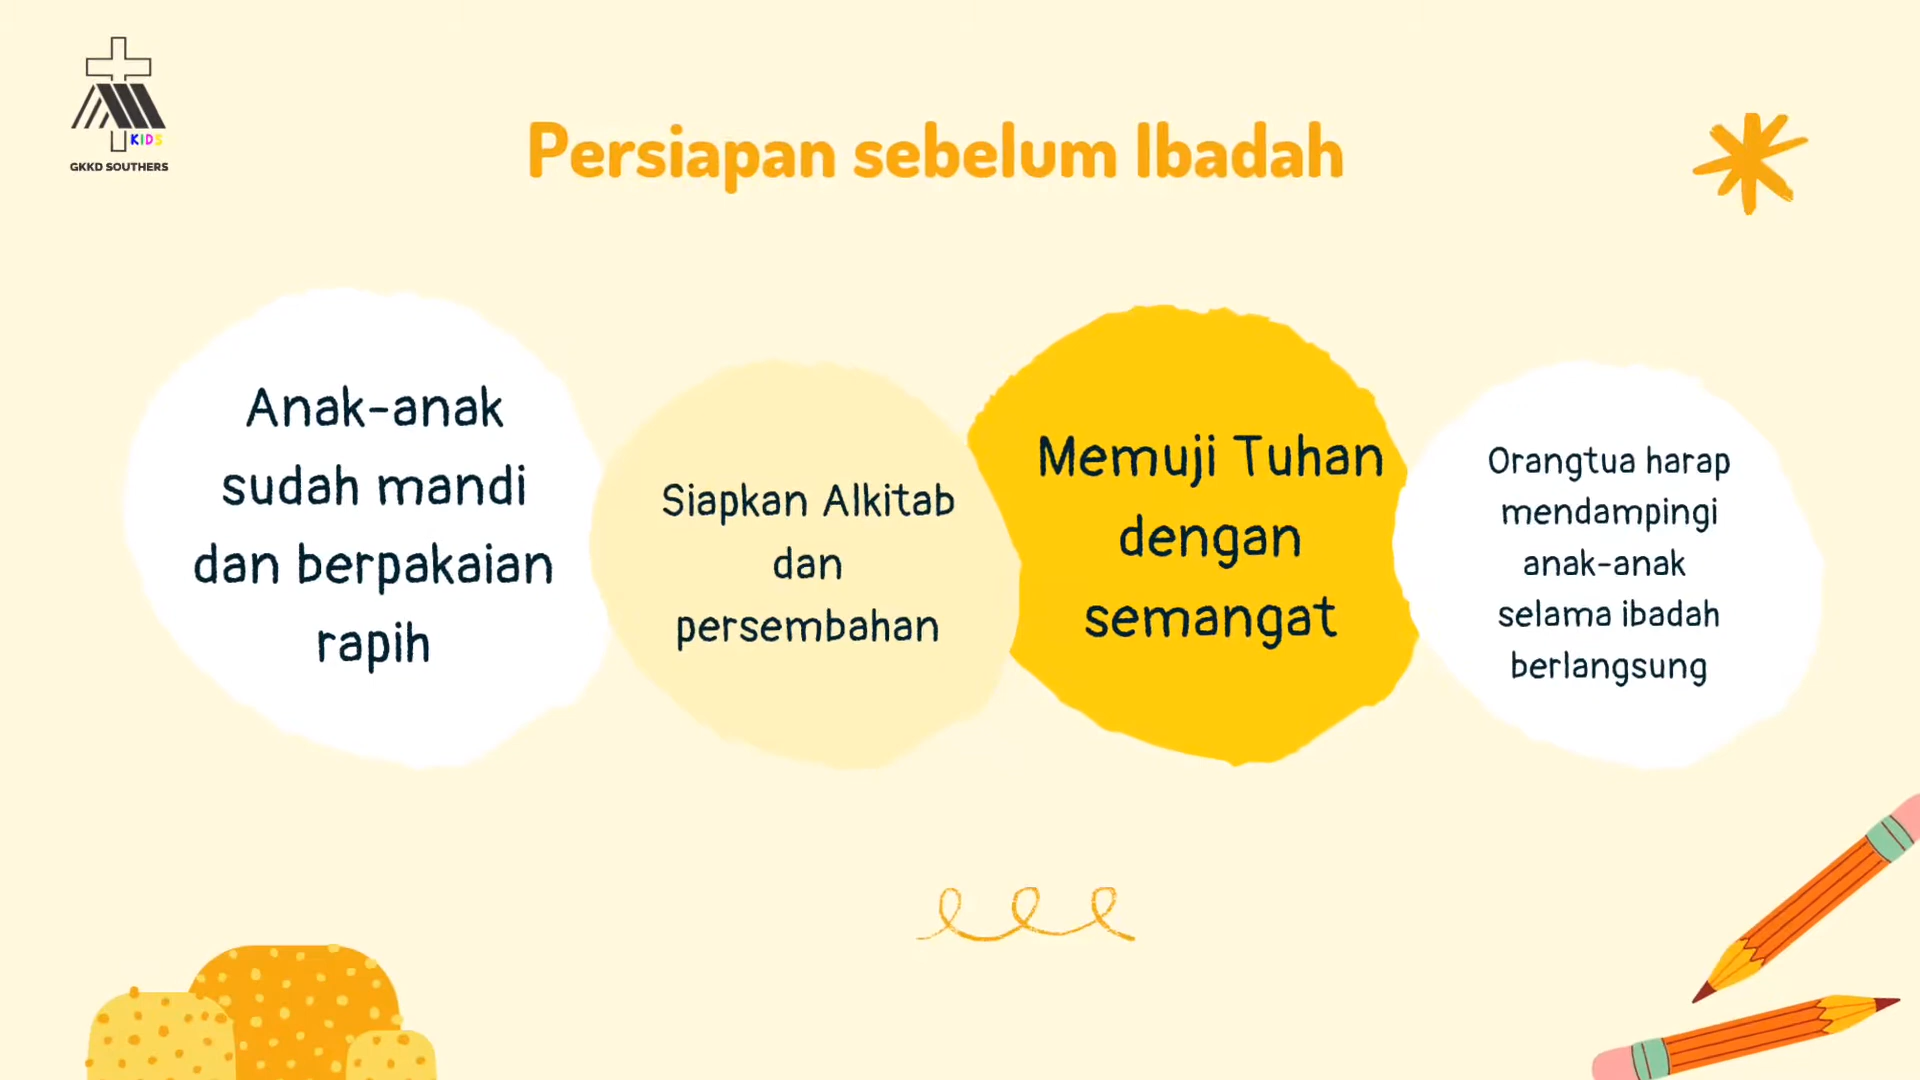 KIDS
GKKD SOUTHERS
Persiapan sebelum Ibadah
Anak-anak
sudah mandi
dan berpakaian
rapih
Siapkan Alkitab
dan
persembahan
Memuji Tuhan
dengan
semangat
Orangtua harap
mendampingi
anak-anak
selama ibadah
berlangsung